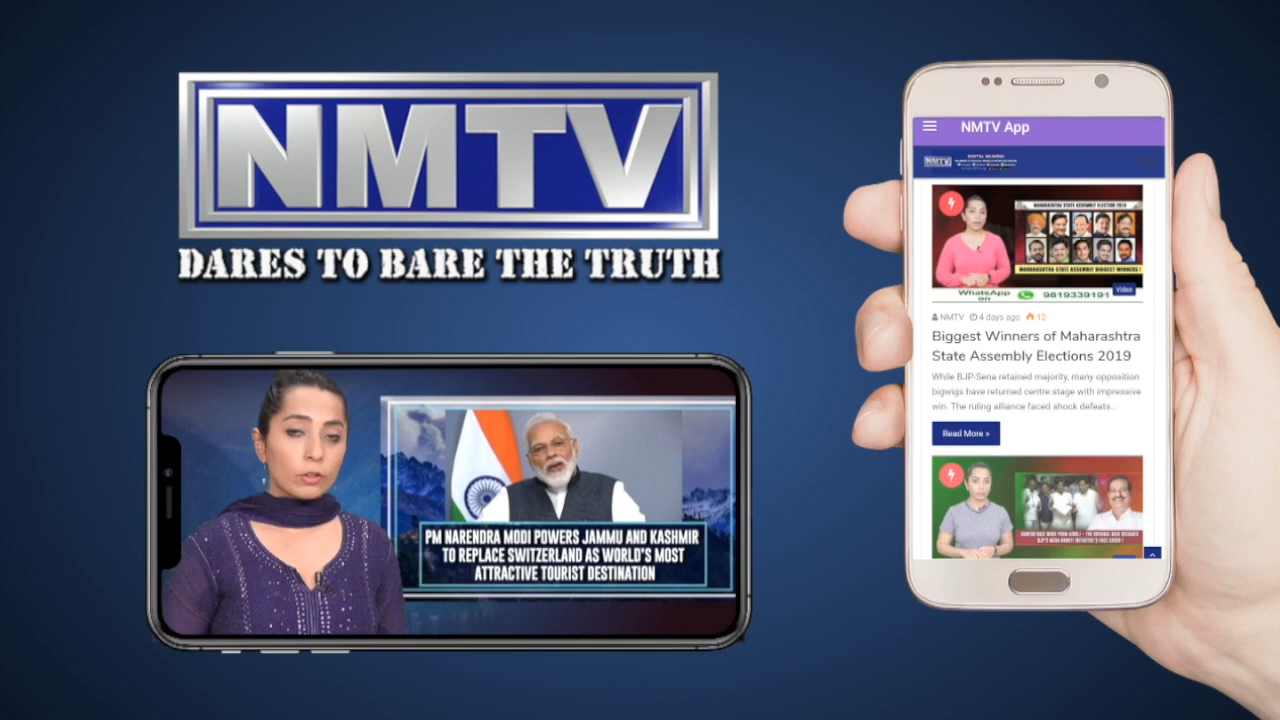 NMTV
DARES TO BARE THE TRUTH
PM NARENDRA MODI POWERS JAMMU AND KASHMIR
TO REPLACE SWITZERLAND AS WORLD'S MOST
ATTRACTIVE TOURIST DESTINATION
NMTV App
NMTV
MAHARASHTRA STATE ASSEMBLY ELECTION 2019
MAHARASHTRA STATE ASSEMBLY BIGGEST WINNERS !
WhatsApp
on
9819339191
Video
NMTV 4 days ago 12
Biggest Winners of Maharashtra
State Assembly Elections 2019
While BJP-Sena retained majority, many opposition
bigwigs have returned centre stage with impressive
win. The ruling alliance faced shock defeats...
Read More »